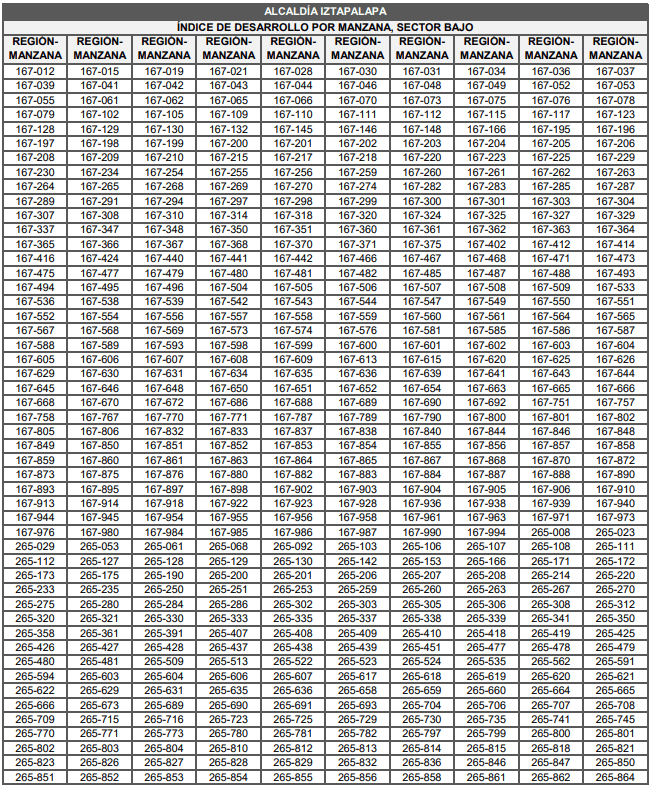 ALCALDÍA IZTAPALAPA
ÍNDICE DE DESARROLLO POR MANZANA, SECTOR BAJO
REGIÓN-MANZANA REGIÓN-MANZANA REGIÓN-MANZANA REGIÓN-MANZANA REGIÓN-MANZANA REGIÓN-MANZANA REGIÓN-MANZANA REGIÓN-MANZANA REGIÓN-MANZANA REGIÓN-MANZANA
167-012 167-015 167-019 167-021 167-028 167-030 167-031 167-034 167-036 167-037
167-039 167-041 167-042 167-043 167-044 167-046 167-048 167-049 167-052 167-053
167-055 167-061 167-062 167-065 167-066 167-070 167-073 167-075 167-076 167-078
167-079 167-102 167-105 167-109 167-110 167-111 167-112 167-115 167-117 167-123
167-128 167-129 167-130 167-132 167-145 167-146 167-148 167-166 167-195 167-196
167-197 167-198 167-199 167-200 167-201 167-202 167-203 167-204 167-205 167-206
167-208 167-209 167-210 167-215 167-217 167-218 167-220 167-223 167-225 167-229
167-230 167-234 167-254 167-255 167-256 167-259 167-260 167-261 167-262 167-263
167-264 167-265 167-268 167-269 167-270 167-274 167-282 167-283 167-285 167-287
167-289 167-291 167-294 167-297 167-298 167-299 167-300 167-301 167-303 167-304
167-307 167-308 167-310 167-314 167-318 167-320 167-324 167-325 167-327 167-329
167-337 167-347 167-348 167-350 167-351 167-360 167-361 167-362 167-363 167-364
167-365 167-366 167-367 167-368 167-370 167-371 167-375 167-402 167-412 167-414
167-416 167-424 167-440 167-441 167-442 167-466 167-467 167-468 167-471 167-473
167-475 167-477 167-479 167-480 167-481 167-482 167-485 167-487 167-488 167-493
167-494 167-495 167-496 167-504 167-505 167-506 167-507 167-508 167-509 167-533
167-536 167-538 167-539 167-542 167-543 167-544 167-547 167-549 167-550 167-551
167-552 167-554 167-556 167-557 167-558 167-559 167-560 167-561 167-564 167-565
167-567 167-568 167-569 167-573 167-574 167-576 167-581 167-585 167-586 167-587
167-588 167-589 167-593 167-598 167-599 167-600 167-601 167-602 167-603 167-604
167-605 167-606 167-607 167-608 167-609 167-613 167-615 167-620 167-625 167-626
167-629 167-630 167-631 167-634 167-635 167-636 167-639 167-641 167-643 167-644
167-645 167-646 167-648 167-650 167-651 167-652 167-654 167-663 167-665 167-666
167-668 167-670 167-672 167-686 167-688 167-689 167-690 167-692 167-751 167-757
167-758 167-767 167-770 167-771 167-787 167-789 167-790 167-800 167-801 167-802
167-805 167-806 167-832 167-833 167-837 167-838 167-840 167-844 167-846 167-848
167-849 167-850 167-851 167-852 167-853 167-854 167-855 167-856 167-857 167-858
167-859 167-860 167-861 167-863 167-864 167-865 167-867 167-868 167-870 167-872
167-873 167-875 167-876 167-880 167-882 167-883 167-884 167-887 167-888 167-890
167-893 167-895 167-897 167-898 167-902 167-903 167-904 167-905 167-906 167-910
167-913 167-914 167-918 167-922 167-923 167-928 167-936 167-938 167-939 167-940
167-944 167-945 167-954 167-955 167-956 167-958 167-961 167-963 167-971 167-973
167-976 167-980 167-984 167-985 167-986 167-987 167-990 167-994 265-008 265-023
265-029 265-053 265-061 265-068 265-092 265-103 265-106 265-107 265-108 265-111
265-112 265-127 265-128 265-129 265-130 265-142 265-153 265-166 265-171 265-172
265-173 265-175 265-190 265-200 265-201 265-206 265-207 265-208 265-214 265-220
265-233 265-235 265-250 265-251 265-253 265-259 265-260 265-263 265-267 265-270
265-275 265-280 265-284 265-286 265-302 265-303 265-305 265-306 265-308 265-312
265-320 265-321 265-330 265-333 265-335 265-337 265-338 265-339 265-341 265-350
265-358 265-361 265-391 265-407 265-408 265-409 265-410 265-418 265-419 265-425
265-426 265-427 265-428 265-437 265-438 265-439 265-451 265-477 265-478 265-479
265-480 265-481 265-509 265-513 265-522 265-523 265-524 265-535 265-562 265-591
265-594 265-603 265-604 265-606 265-607 265-617 265-618 265-619 265-620 265-621
265-622 265-629 265-631 265-635 265-636 265-658 265-659 265-660 265-664 265-665
265-666 265-673 265-689 265-690 265-691 265-693 265-704 265-706 265-707 265-708
265-709 265-715 265-716 265-723 265-725 265-729 265-730 265-735 265-741 265-745
265-770 265-771 265-773 265-780 265-781 265-782 265-797 265-799 265-800 265-801
265-802 265-803 265-804 265-810 265-812 265-813 265-814 265-815 265-818 265-821
265-823 265-826 265-827 265-828 265-829 265-832 265-836 265-846 265-847 265-850
265-851 265-852 265-853 265-854 265-855 265-856 265-858 265-861 265-862 265-864